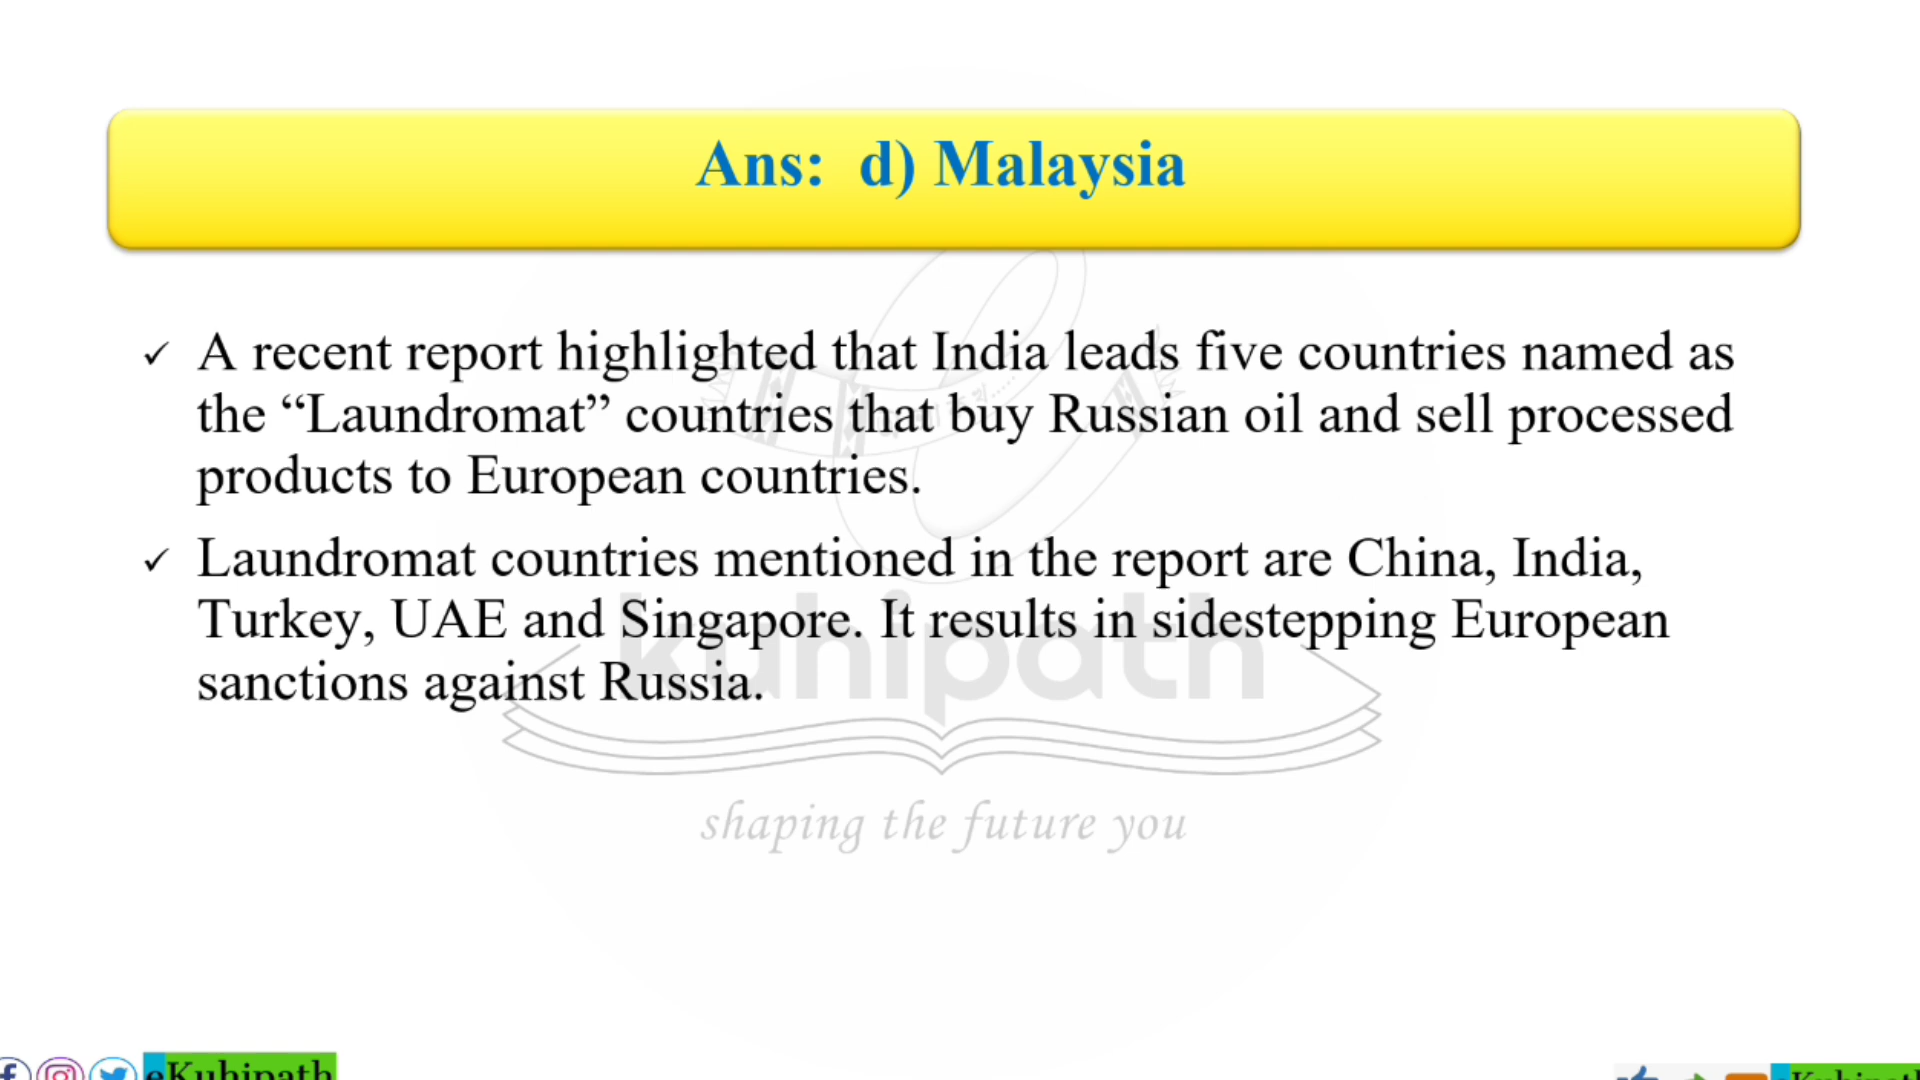 Ans: d) Malaysia
✓ A recent report highlighted that India leads five countries named as
the “Laundromat” countries that buy Russian oil and sell processed
products to European countries.
✓ Laundromat countries mentioned in the report are China, India,
Turkey, UAE and Singapore. It results in sidestepping European
sanctions against Russia.
kuhipath
shaping the future you
eKuhipath